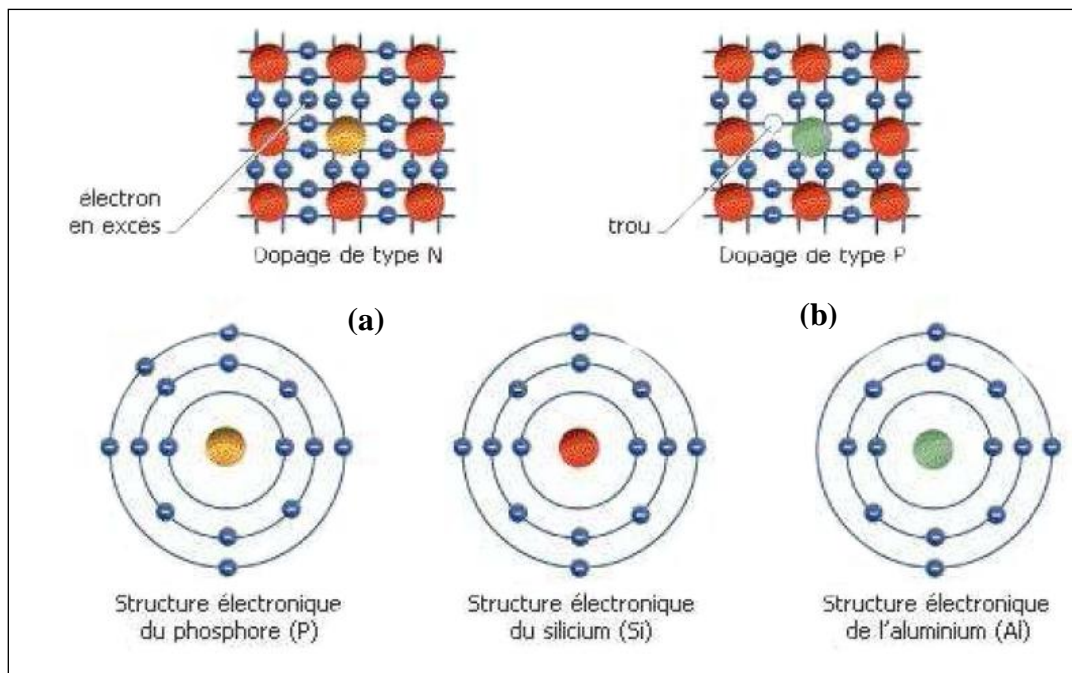 électron
en excés
Dopage de type N
trou
Dopage de type P
(a)
(b)
Structure électronique
du phosphore (P)
Structure électronique
du silicium (Si)
Structure électronique
de l'aluminium (Al)